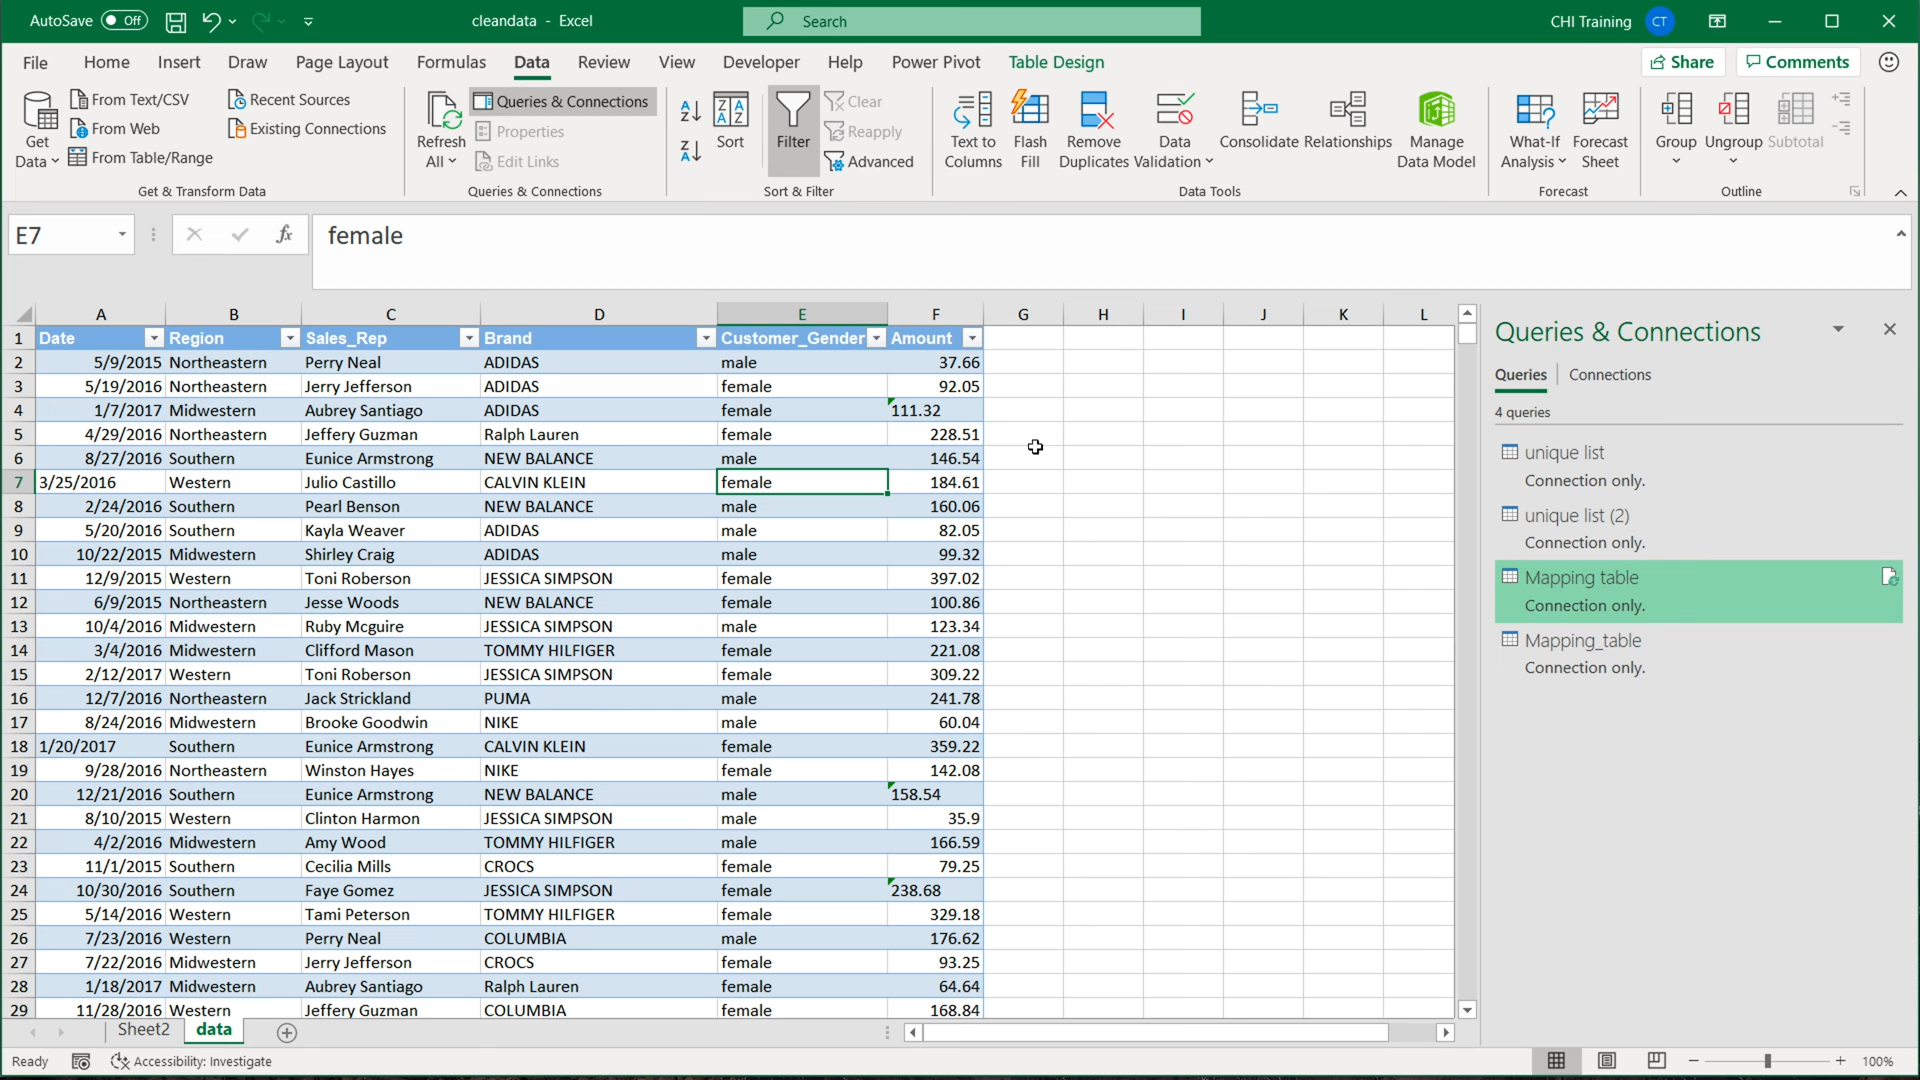 AutoSave Off cleandata - Excel Search CHI Training CT
File Home Insert Draw Page Layout Formulas Data Review View Developer Help Power Pivot Table Design Share Comments
Get Data From Text/CSV From Web From Table/Range Recent Sources Existing Connections
Get & Transform Data
Refresh All Queries & Connections Properties Edit Links
Queries & Connections
Sort Filter Clear Reapply Advanced
Sort & Filter
Text to Columns Flash Fill Remove Duplicates Data Validation Consolidate Relationships Manage Data Model
Data Tools
What-If Analysis Forecast Sheet
Forecast
Group Ungroup Subtotal
Outline
E7 fx female
A B C D E F G H I J K L
1 Date Region Sales_Rep Brand Customer_Gender Amount
2 5/9/2015 Northeastern Perry Neal ADIDAS male 37.66
3 5/19/2016 Northeastern Jerry Jefferson ADIDAS female 92.05
4 1/7/2017 Midwestern Aubrey Santiago ADIDAS female 111.32
5 4/29/2016 Northeastern Jeffery Guzman Ralph Lauren female 228.51
6 8/27/2016 Southern Eunice Armstrong NEW BALANCE male 146.54
7 3/25/2016 Western Julio Castillo CALVIN KLEIN female 184.61
8 2/24/2016 Southern Pearl Benson NEW BALANCE male 160.06
9 5/20/2016 Southern Kayla Weaver ADIDAS male 82.05
10 10/22/2015 Midwestern Shirley Craig ADIDAS male 99.32
11 12/9/2015 Western Toni Roberson JESSICA SIMPSON female 397.02
12 6/9/2015 Northeastern Jesse Woods NEW BALANCE female 100.86
13 10/4/2016 Midwestern Ruby Mcguire JESSICA SIMPSON male 123.34
14 3/4/2016 Midwestern Clifford Mason TOMMY HILFIGER female 221.08
15 2/12/2017 Western Toni Roberson JESSICA SIMPSON female 309.22
16 12/7/2016 Northeastern Jack Strickland PUMA male 241.78
17 8/24/2016 Midwestern Brooke Goodwin NIKE male 60.04
18 1/20/2017 Southern Eunice Armstrong CALVIN KLEIN female 359.22
19 9/28/2016 Northeastern Winston Hayes NIKE female 142.08
20 12/21/2016 Southern Eunice Armstrong NEW BALANCE male 158.54
21 8/10/2015 Western Clinton Harmon JESSICA SIMPSON male 35.9
22 4/2/2016 Midwestern Amy Wood TOMMY HILFIGER male 166.59
23 11/1/2015 Southern Cecilia Mills CROCS female 79.25
24 10/30/2016 Southern Faye Gomez JESSICA SIMPSON female 238.68
25 5/14/2016 Western Tami Peterson TOMMY HILFIGER female 329.18
26 7/23/2016 Western Perry Neal COLUMBIA male 176.62
27 7/22/2016 Midwestern Jerry Jefferson CROCS female 93.25
28 1/18/2017 Midwestern Aubrey Santiago Ralph Lauren female 64.64
29 11/28/2016 Western Jeffery Guzman COLUMBIA female 168.84
Queries & Connections
Queries Connections
4 queries
unique list
Connection only.
unique list (2)
Connection only.
Mapping table
Connection only.
Mapping_table
Connection only.
Sheet2 data
Ready Accessibility: Investigate 100%